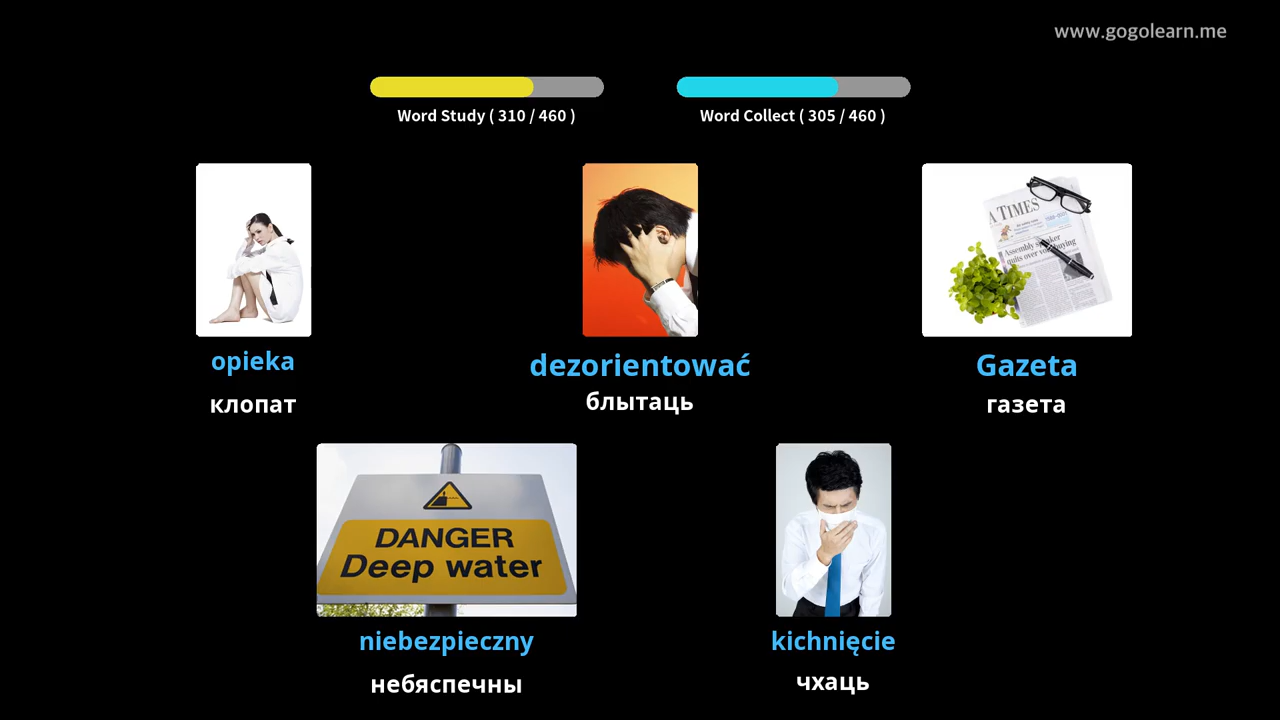 www.gogolearn.me
Word Study ( 310 / 460 )
Word Collect ( 305 / 460 )
A TIMES
opieka
клопат
dezorientować
блытаць
Gazeta
газета
DANGER
Deep water
niebezpieczny
небяспечны
kichnięcie
чхаць